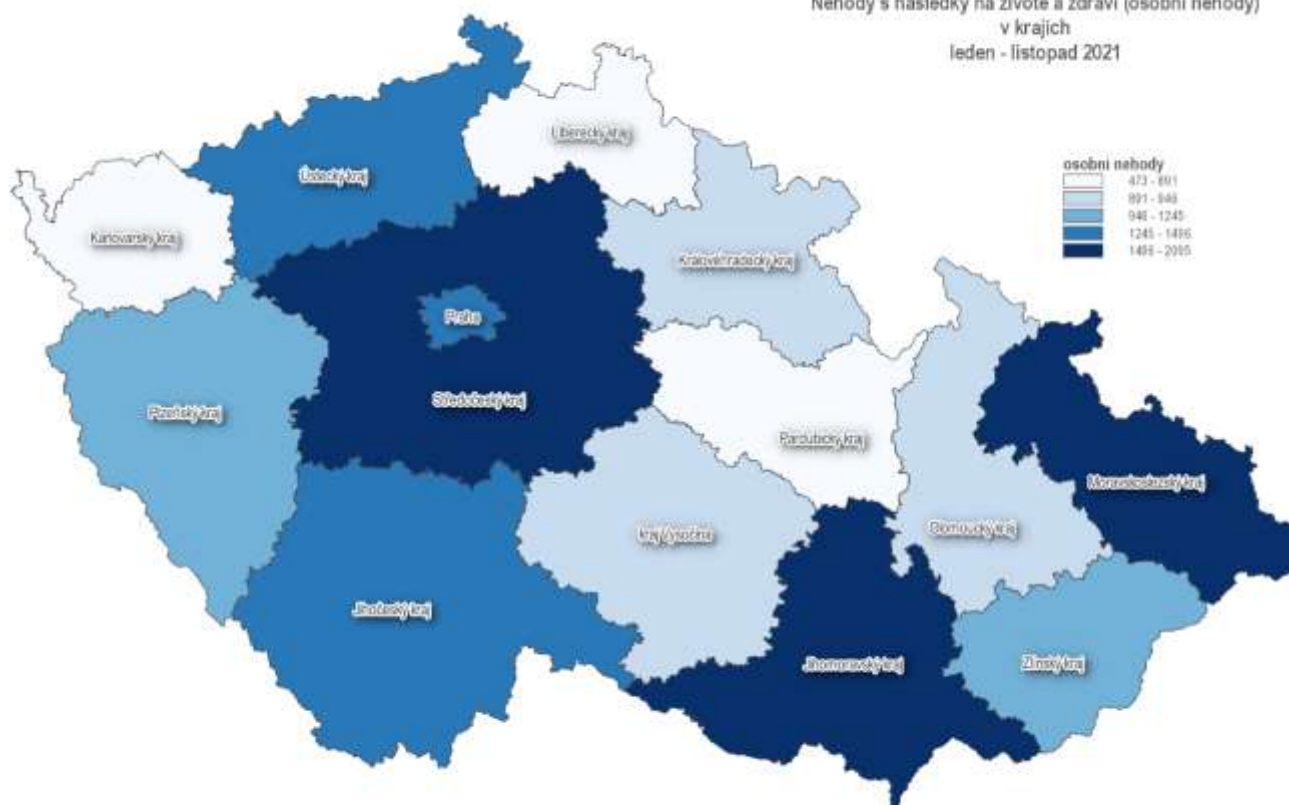 Nehody s následky na životě a zdraví (osobní nehody)
v krajích
leden - listopad 2021
Liberecký kraj
osobní nehody
473 - 891
891 - 946
946 - 1245
1245 - 1496
1496 - 2095
Ústecký kraj
Karlovarský kraj
Královéhradecký kraj
Praha
Středočeský kraj
Plzeňský kraj
Pardubický kraj
Moravskoslezský kraj
Olomoucký kraj
kraj Vysočina
Jihočeský kraj
Jihomoravský kraj
Zlínský kraj